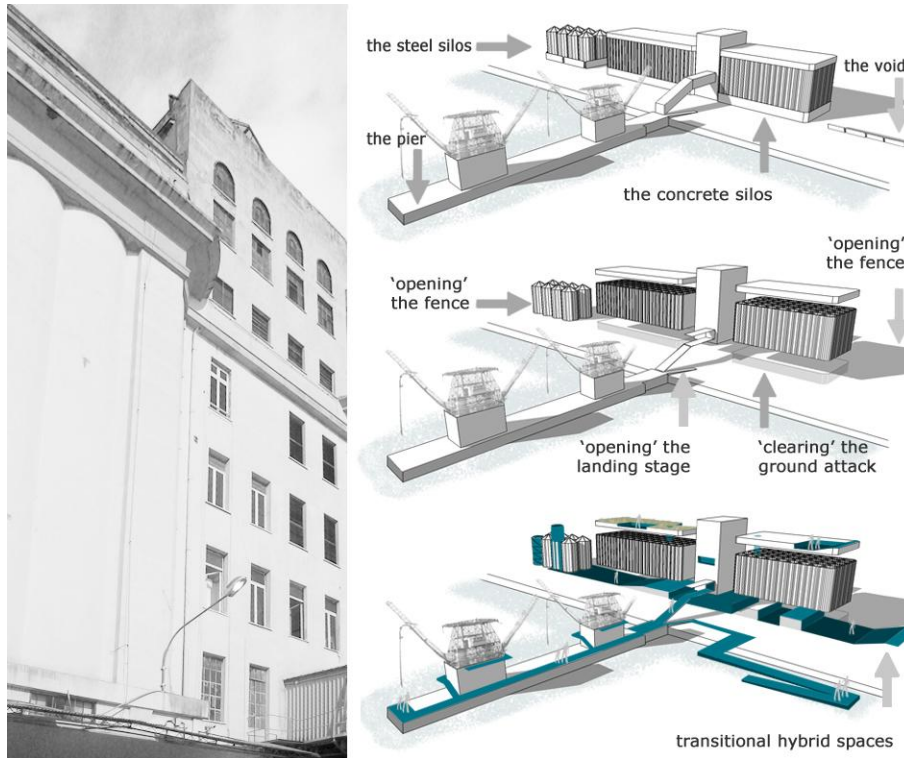 the steel silos
the void
the pier
the concrete silos
‘opening’
the fence
‘opening’
the fence
‘opening’ the
landing stage
‘clearing’ the
ground attack
transitional hybrid spaces